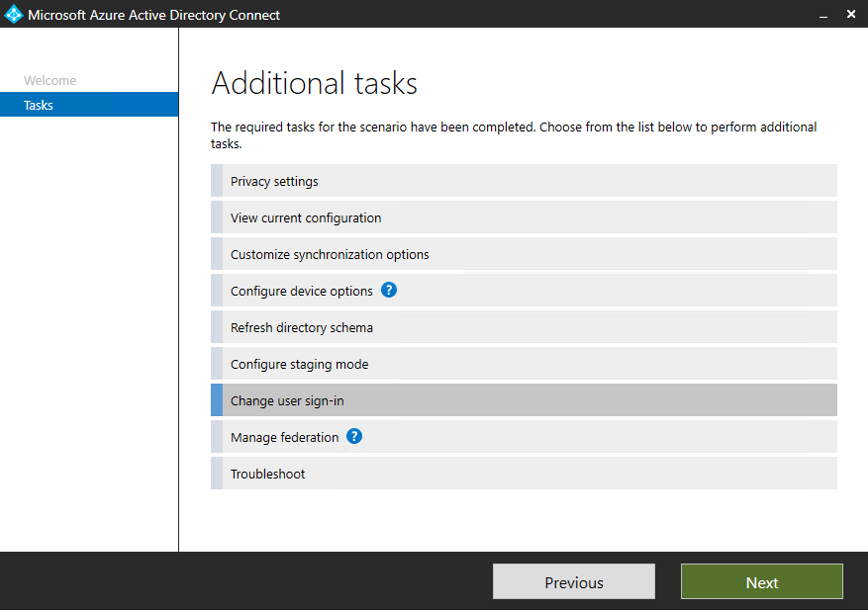 Microsoft Azure Active Directory Connect
Welcome
Tasks
Additional tasks
The required tasks for the scenario have been completed. Choose from the list below to perform additional
tasks.
Privacy settings
View current configuration
Customize synchronization options
Configure device options ?
Refresh directory schema
Configure staging mode
Change user sign-in
Manage federation ?
Troubleshoot
Previous
Next